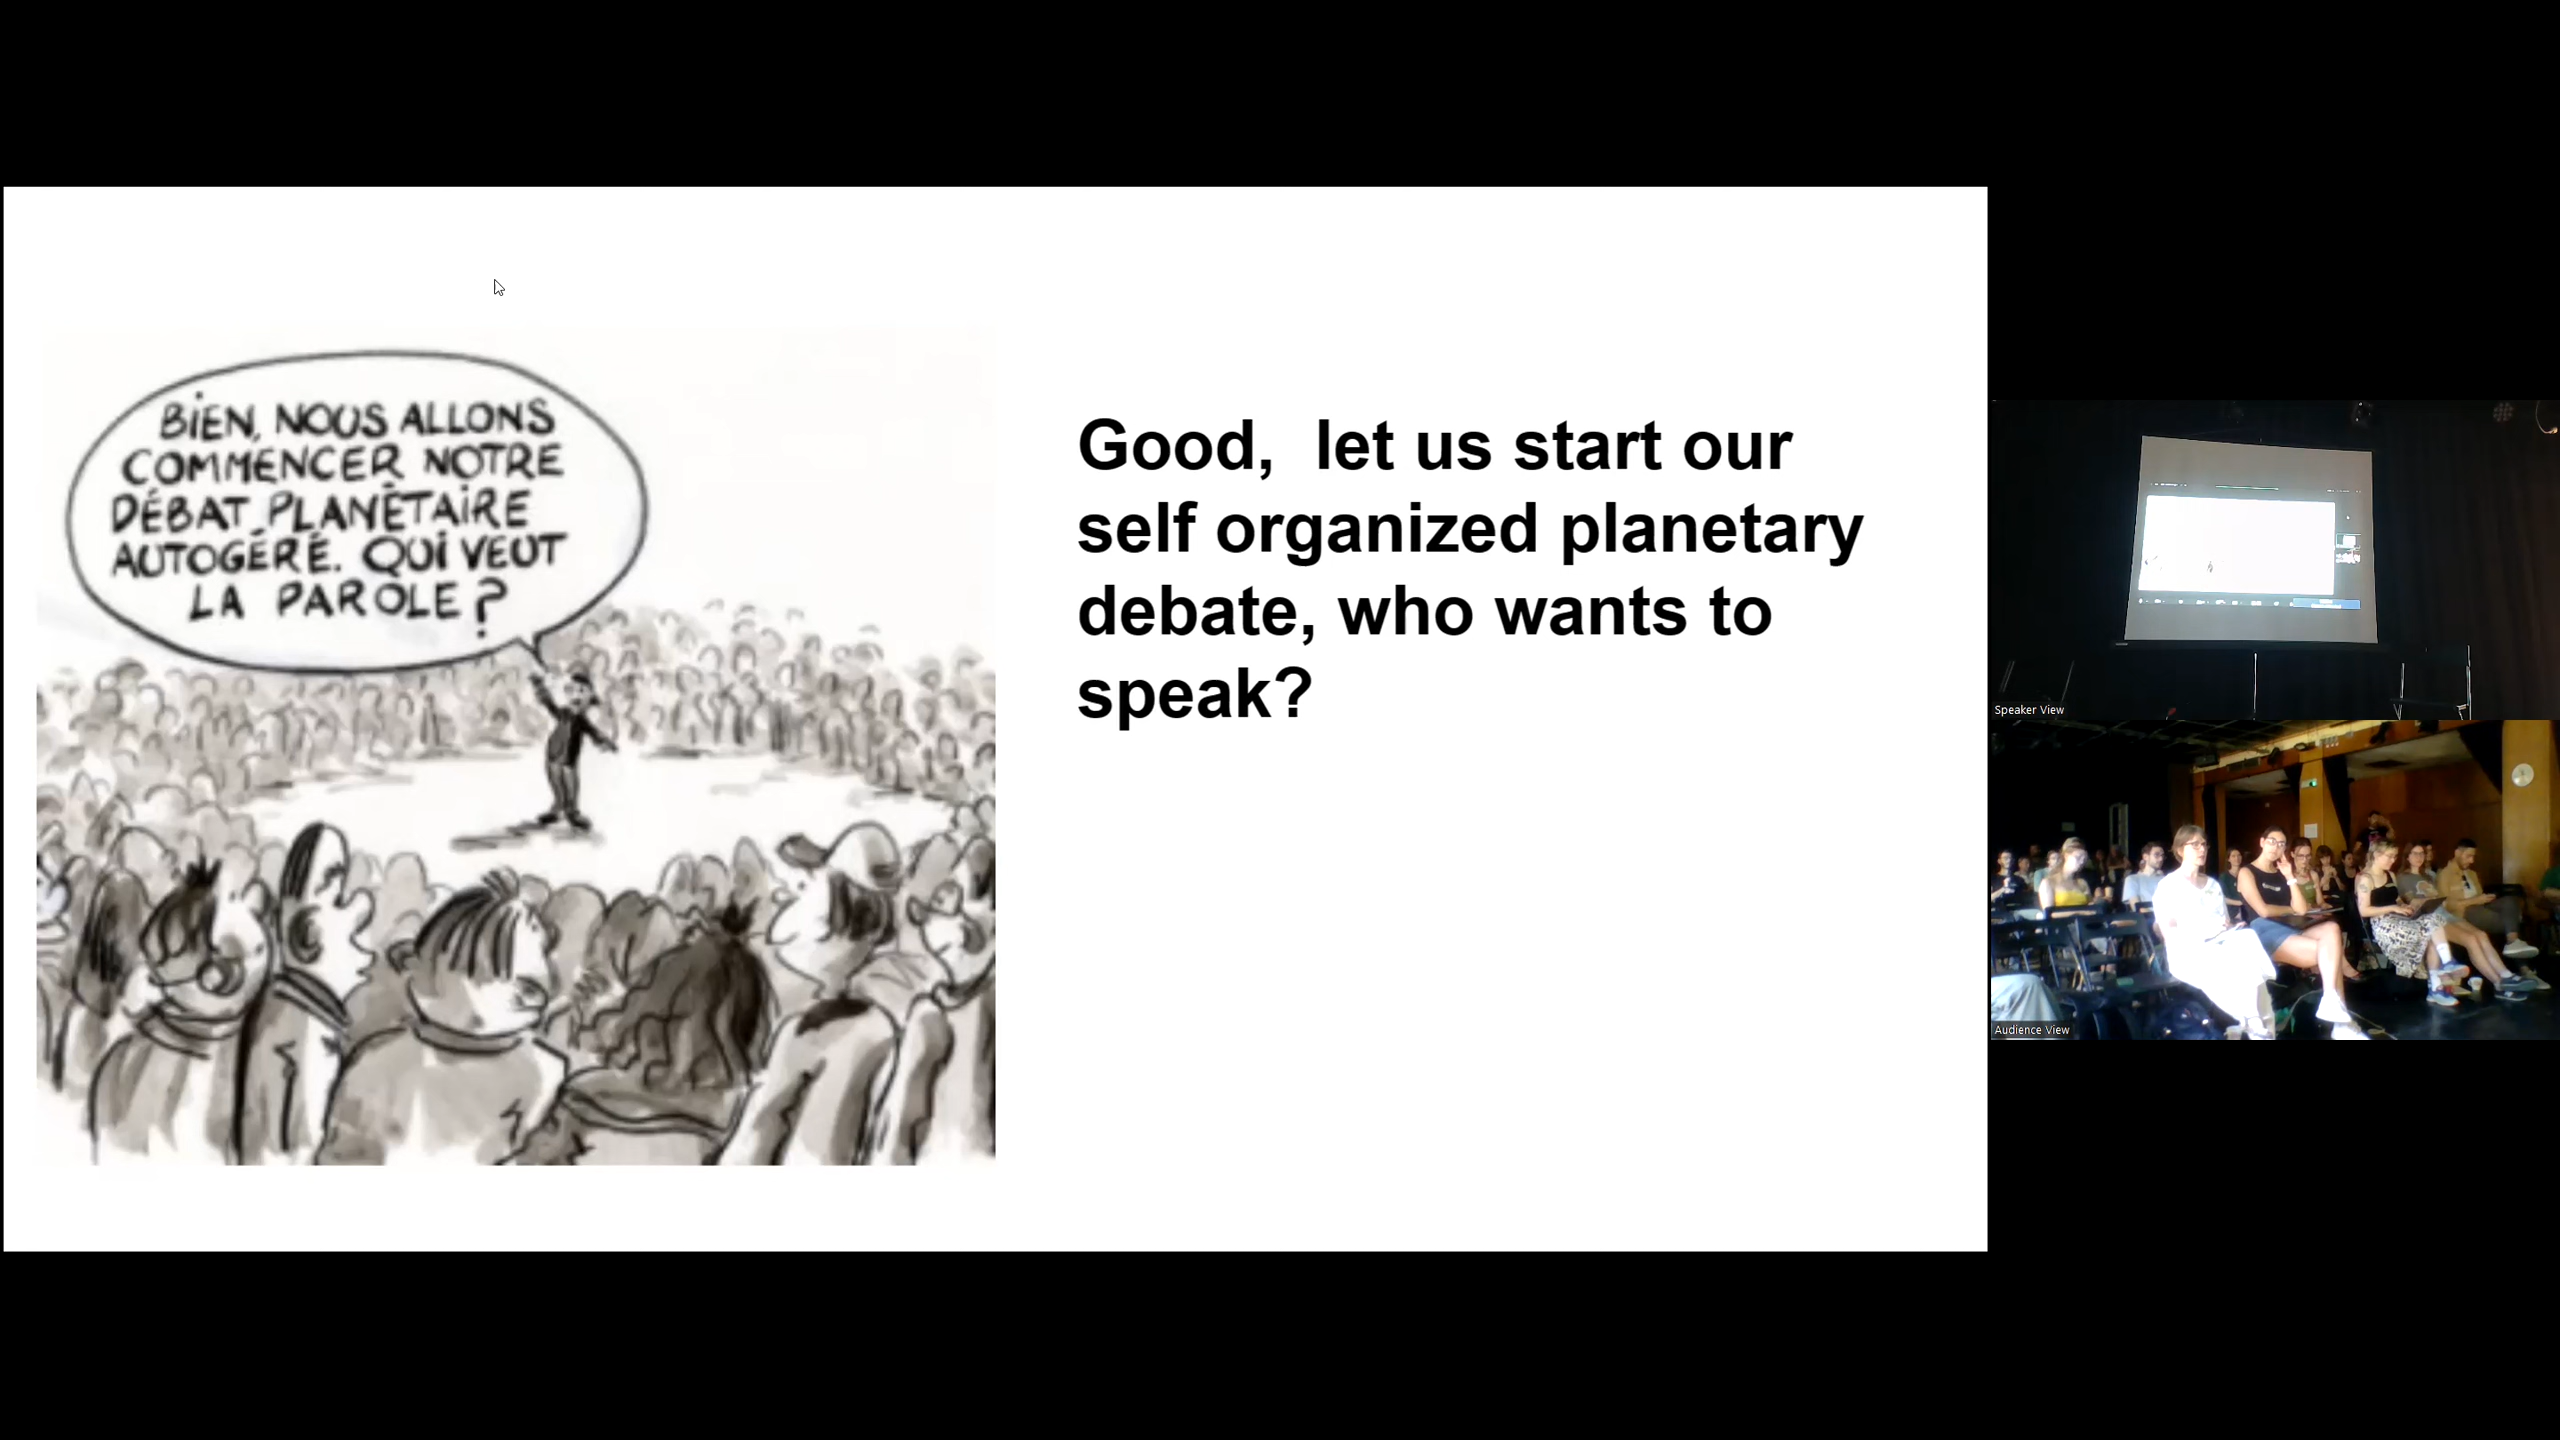 BIEN, NOUS ALLONS
COMMENCER NOTRE
DÉBAT PLANÉTAIRE
AUTOGÉRÉ. QUI VEUT
LA PAROLE?
Good,  let us start our
self organized planetary
debate, who wants to
speak?
Speaker View
Audience View